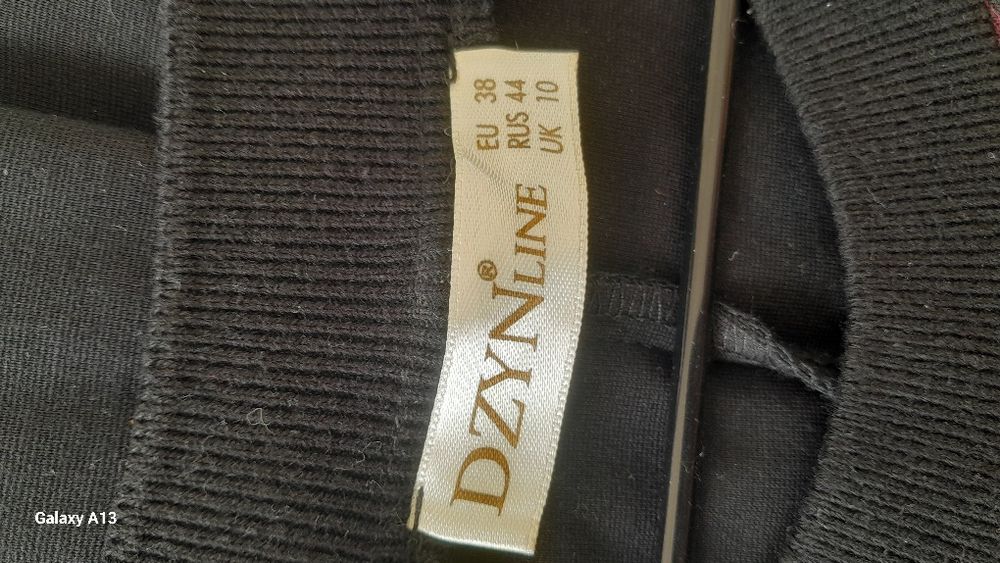 EU 38
RUS 44
UK 10
DZYN® LINE
Galaxy A13